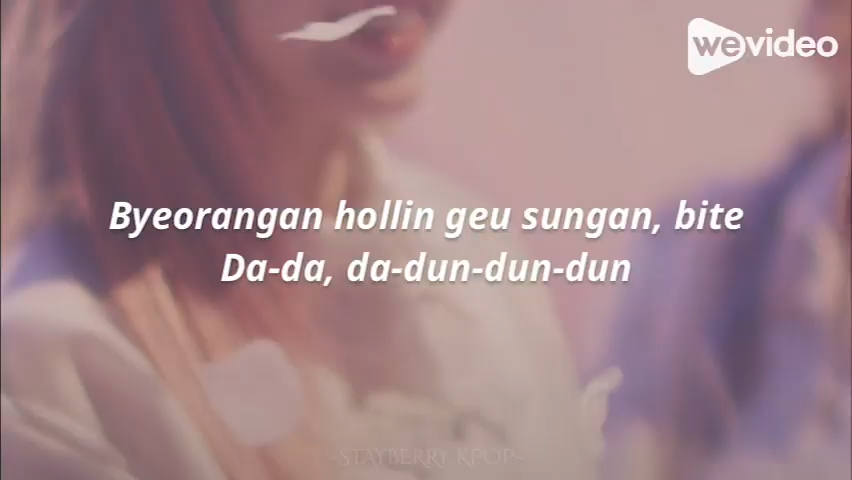 wevideo
Byeorangan hollin geu sungan, bite
Da-da, da-dun-dun-dun
~STAYBERRY KPOP~